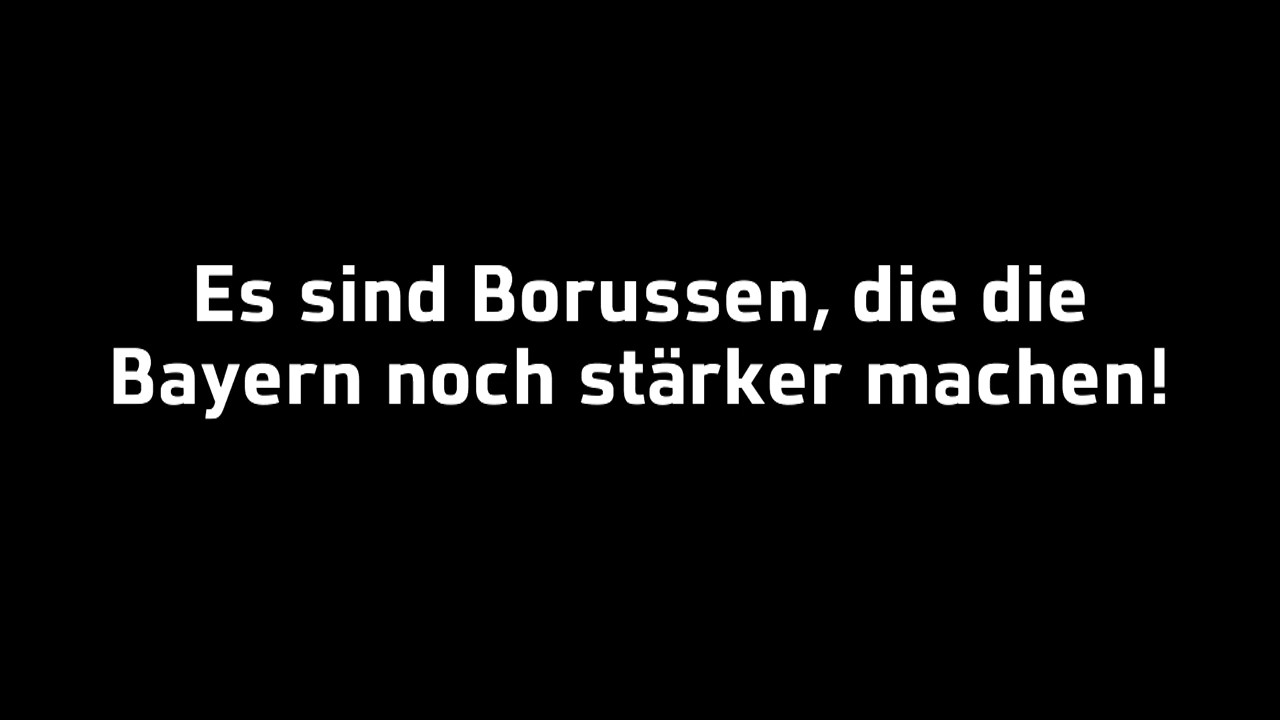 Es sind Borussen, die die
Bayern noch stärker machen!